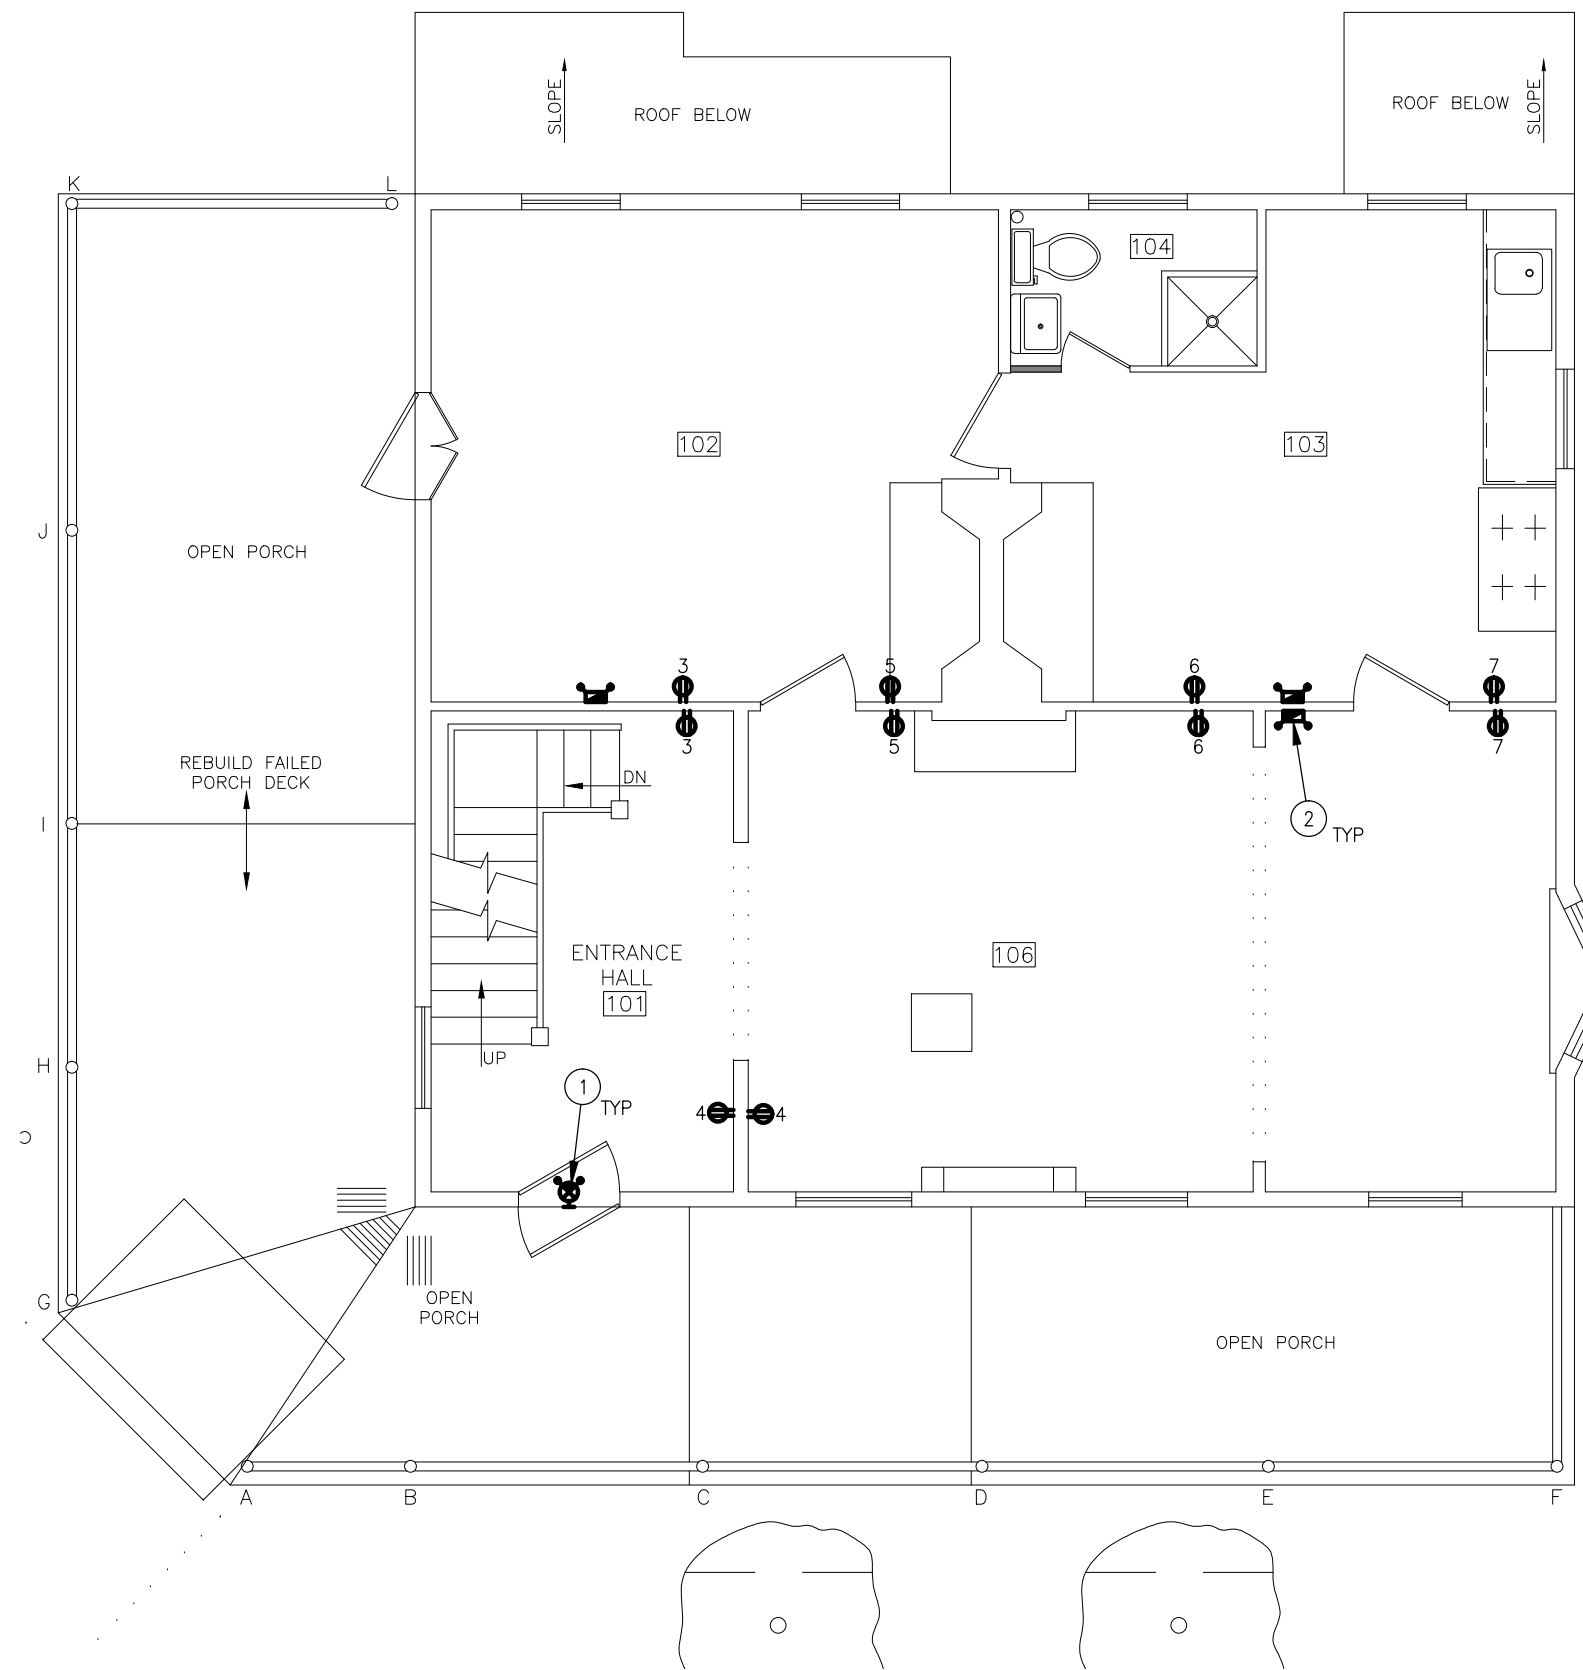 SLOPE
ROOF BELOW
ROOF BELOW
SLOPE
K
L
104
102
103
J
OPEN PORCH
3
5
6
7
3
5
6
7
REBUILD FAILED
PORCH DECK
DN
2
TYP
I
ENTRANCE
HALL
101
106
UP
H
1
TYP
4
4
G
OPEN
PORCH
OPEN PORCH
A
B
C
D
E
F